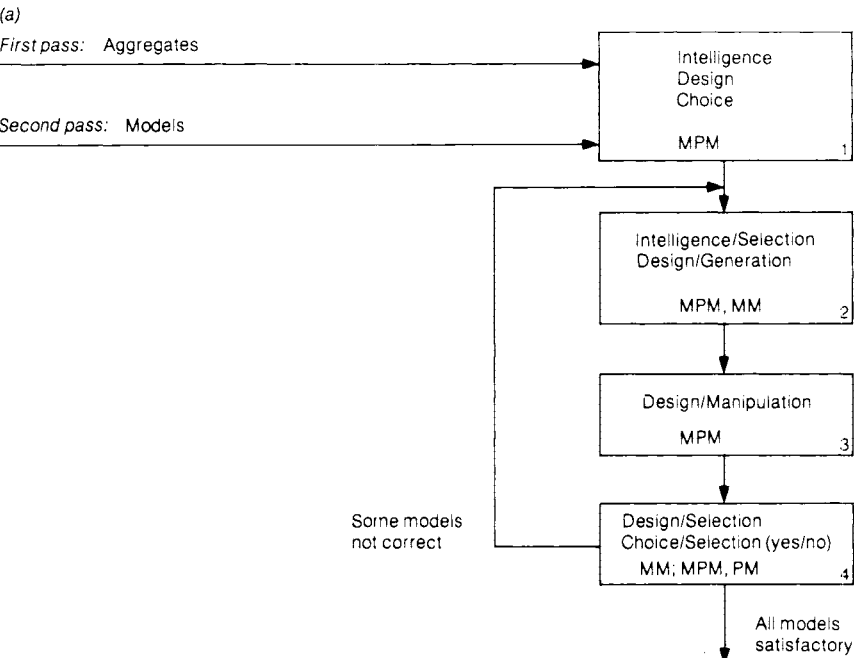 (a)
First pass: Aggregates
Intelligence
Design
Choice
Second pass: Models
MPM
1
Intelligence/Selection
Design/Generation
MPM, MM
2
Design/Manipulation
MPM
3
Some models
not correct
Design/Selection
Choice/Selection (yes/no)
MM; MPM, PM
4
All models
satisfactory